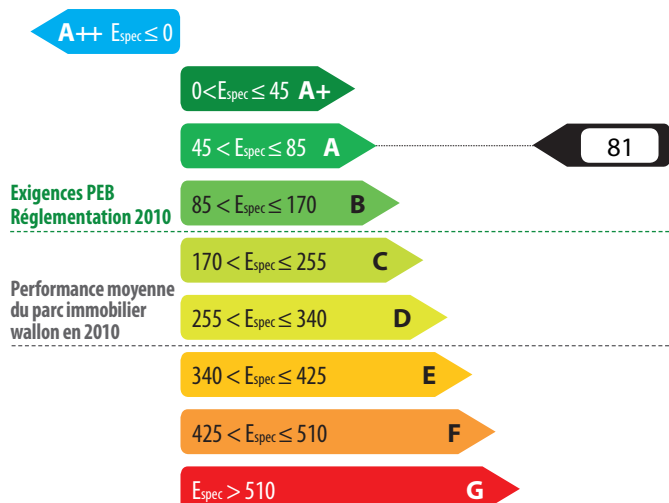 A++ Espec ≤ 0
0<Espec ≤ 45 A+
45 < Espec ≤ 85 A
81
Exigences PEB
Réglementation 2010
85 < Espec ≤ 170 B
170 < Espec ≤ 255 C
Performance moyenne
du parc immobilier
wallon en 2010
255 < Espec ≤ 340 D
340 < Espec ≤ 425 E
425 < Espec ≤ 510 F
Espec > 510 G